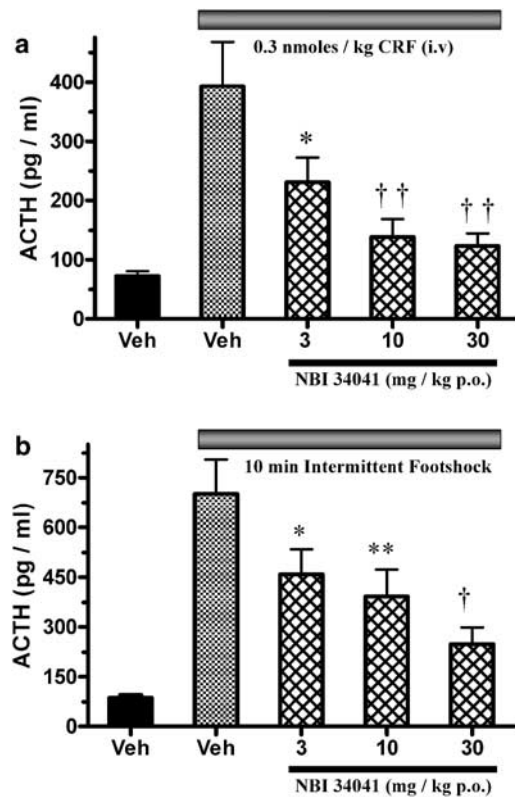 a
0.3 nmoles / kg CRF (i.v)
ACTH (pg / ml)
400
300
200
100
0
*
† †
† †
Veh Veh 3 10 30
NBI 34041 (mg / kg p.o.)
b
10 min Intermittent Footshock
ACTH (pg / ml)
750
600
450
300
150
0
*
**
†
Veh Veh 3 10 30
NBI 34041 (mg / kg p.o.)